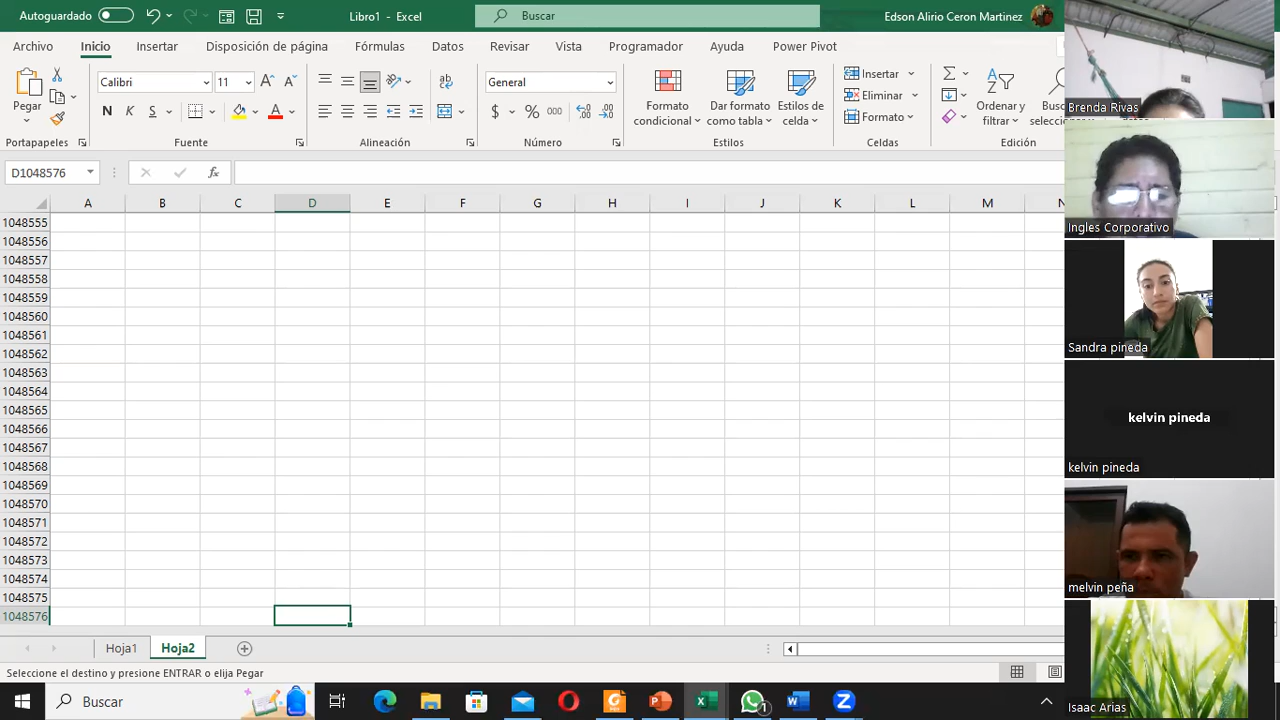 Autoguardado
Libro1 - Excel
Buscar
Edson Alirio Ceron Martinez
Archivo Inicio Insertar Disposición de página Fórmulas Datos Revisar Vista Programador Ayuda Power Pivot
Pegar
Calibri 11
N K S
General
$ % 000
Formato condicional
Dar formato como tabla
Estilos de celda
Insertar
Eliminar
Formato
Ordenar y filtrar
Portapapeles Fuente Alineación Número Estilos Celdas Edición
D1048576
fx
A B C D E F G H I J K L M
1048555
1048556
1048557
1048558
1048559
1048560
1048561
1048562
1048563
1048564
1048565
1048566
1048567
1048568
1048569
1048570
1048571
1048572
1048573
1048574
1048575
1048576
Hoja1 Hoja2
Seleccione el destino y presione ENTRAR o elija Pegar
Buscar
1
Brenda Rivas
Ingles Corporativo
Sandra pineda
kelvin pineda
kelvin pineda
melvin peña
Isaac Arias